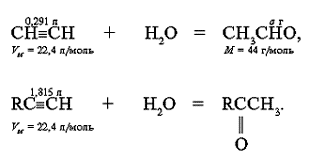 0,291 л a г
CH≡CH + H₂O = CH₃CHO,
Vм = 22,4 л/моль M = 44 г/моль
1,815 л
RC≡CH + H₂O = RCCH₃.
Vм = 22,4 л/моль ‖
O